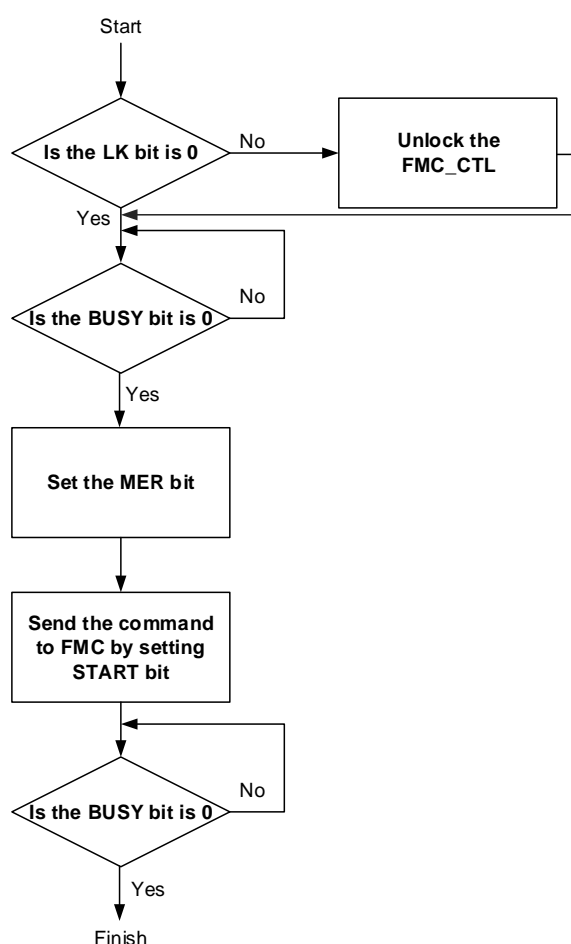 Start
Is the LK bit is 0
No
Unlock the
FMC_CTL
Yes
Is the BUSY bit is 0
No
Yes
Set the MER bit
Send the command
to FMC by setting
START bit
Is the BUSY bit is 0
No
Yes
Finish